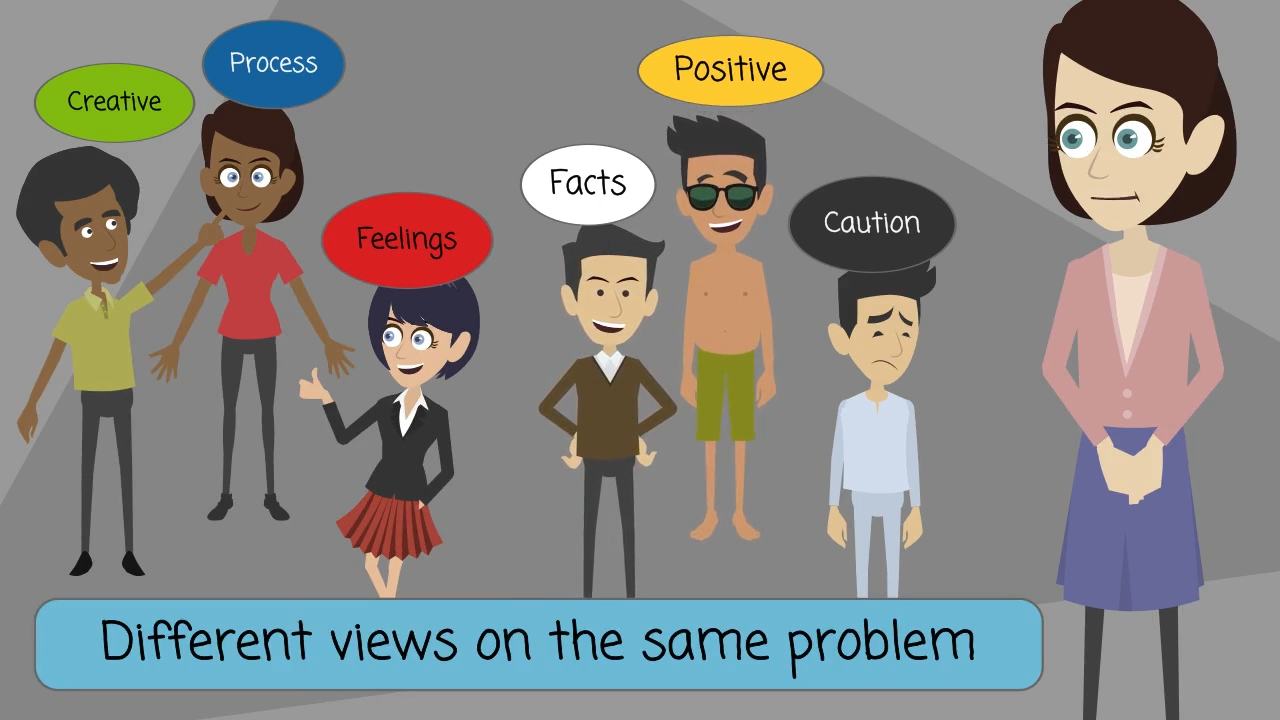 Process
Creative
Positive
Facts
Caution
Feelings
Different views on the same problem